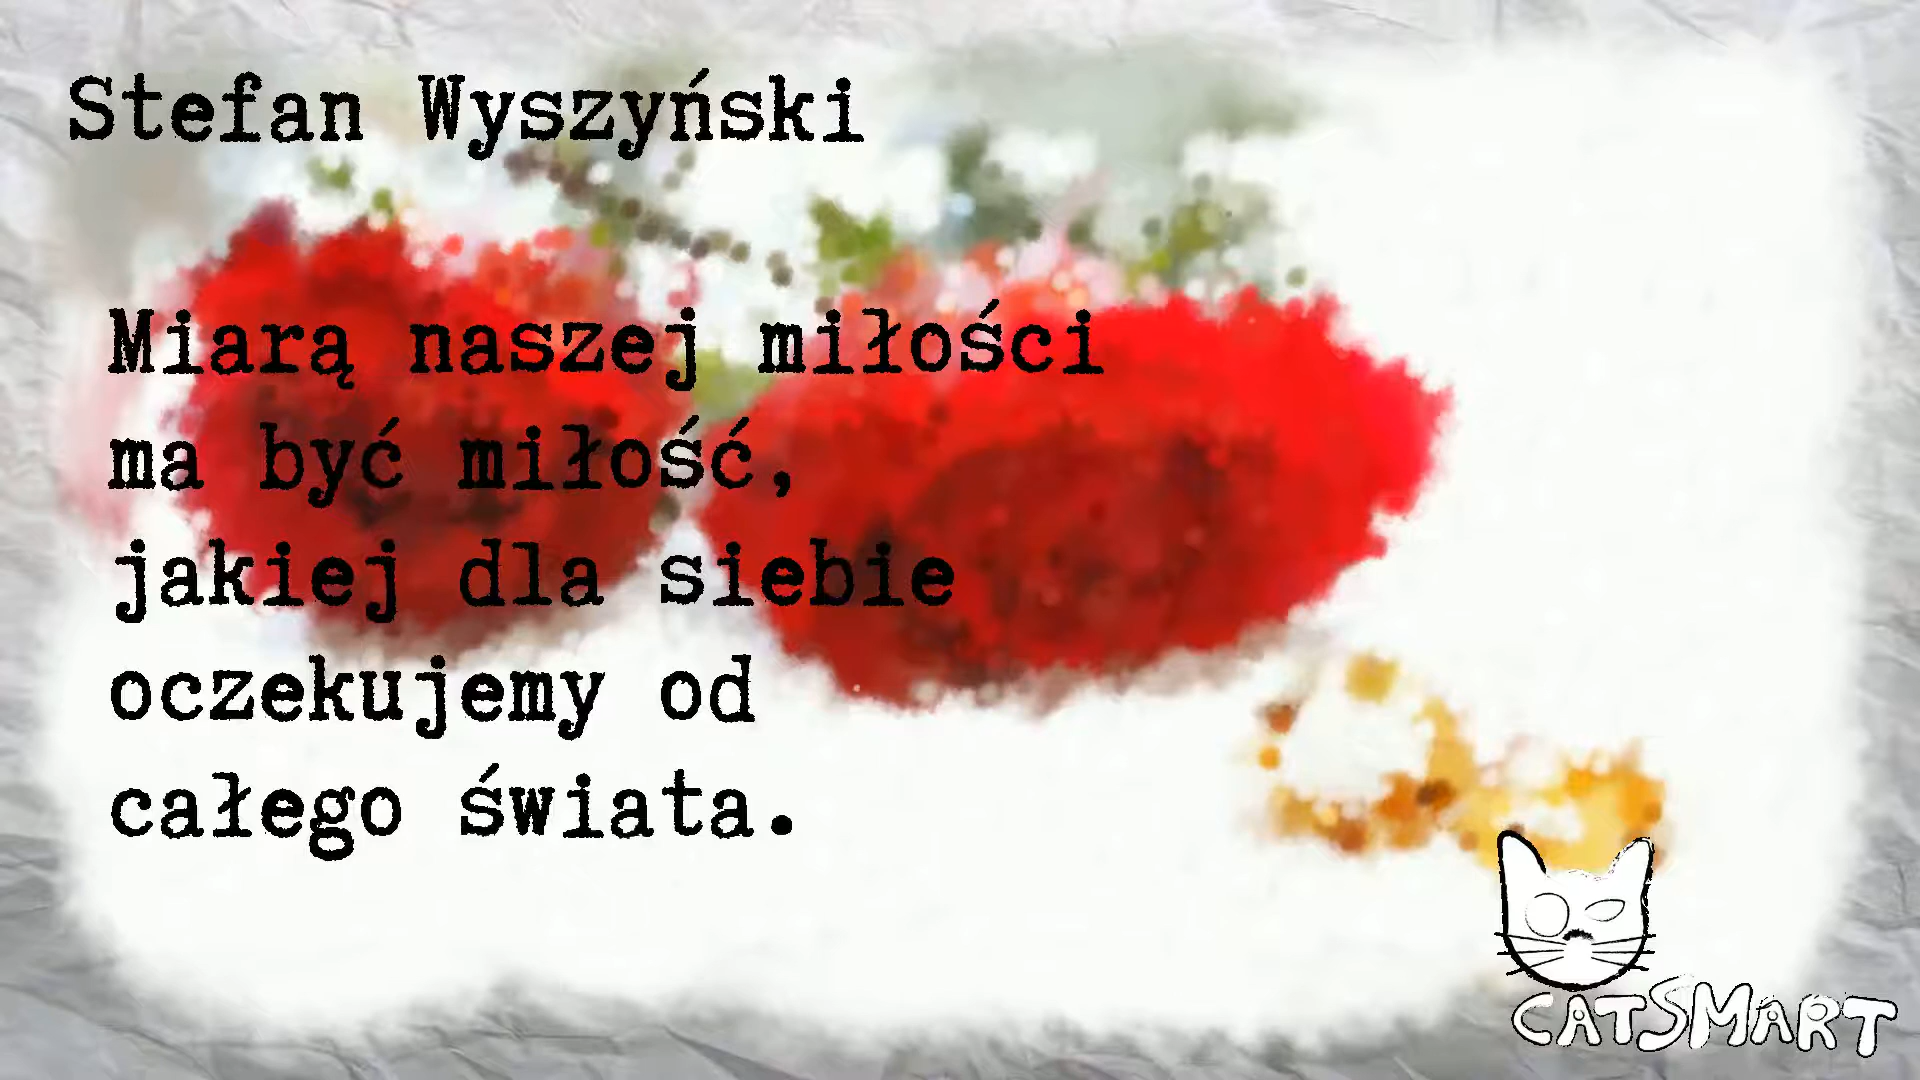 Stefan Wyszyński
Miarą naszej miłości
ma być miłość,
jakiej dla siebie
oczekujemy od
całego świata.
CATSMART